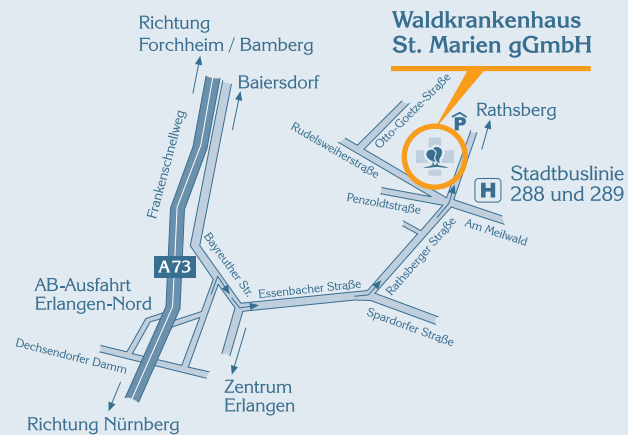 Richtung
Forchheim / Bamberg
Waldkrankenhaus
St. Marien gGmbH
Baiersdorf
Otto-Goetze-Straße
P
Rathsberg
Rudelsweiherstraße
Frankenschnellweg
H
Stadtbuslinie
288 und 289
Penzoldtstraße
Am Meilwald
Bayreuther Str.
Rathsberger Straße
A73
AB-Ausfahrt
Erlangen-Nord
Essenbacher Straße
Spardorfer Straße
Dechsendorfer Damm
Zentrum
Erlangen
Richtung Nürnberg